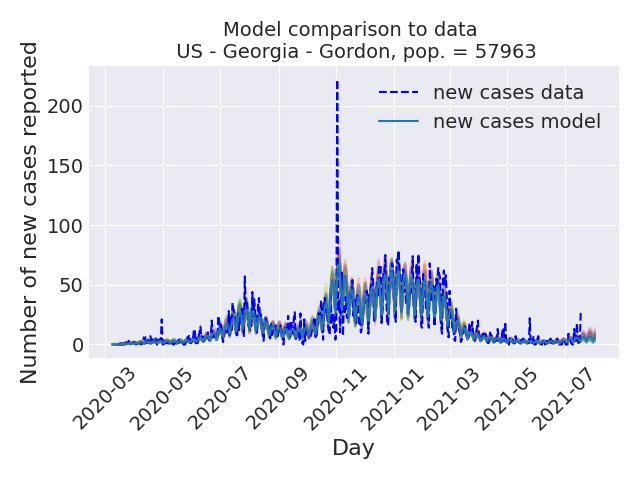 Model comparison to data
US - Georgia - Gordon, pop. = 57963
Number of new cases reported
200
150
100
50
0
new cases data
new cases model
2020-03
2020-05
2020-07
2020-09
2020-11
2021-01
2021-03
2021-05
2021-07
Day